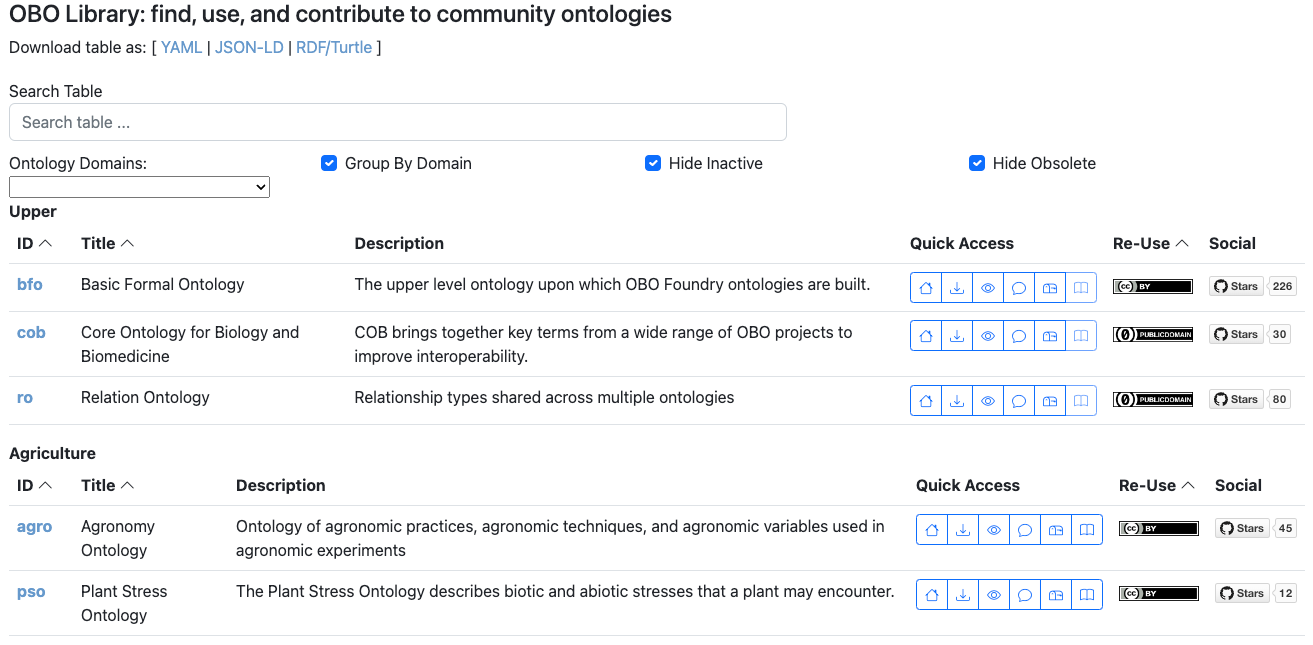 OBO Library: find, use, and contribute to community ontologies
Download table as: [ YAML | JSON-LD | RDF/Turtle ]
Search Table
Search table ...
Ontology Domains:
Group By Domain
Hide Inactive
Hide Obsolete
Upper
ID Title Description Quick Access Re-Use Social
bfo Basic Formal Ontology The upper level ontology upon which OBO Foundry ontologies are built. cc BY Stars 226
cob Core Ontology for Biology and COB brings together key terms from a wide range of OBO projects to 0 PUBLIC DOMAIN Stars 30
Biomedicine improve interoperability.
ro Relation Ontology Relationship types shared across multiple ontologies 0 PUBLIC DOMAIN Stars 80
Agriculture
ID Title Description Quick Access Re-Use Social
agro Agronomy Ontology of agronomic practices, agronomic techniques, and agronomic variables used in cc BY Stars 45
Ontology agronomic experiments
pso Plant Stress The Plant Stress Ontology describes biotic and abiotic stresses that a plant may encounter. cc BY Stars 12
Ontology